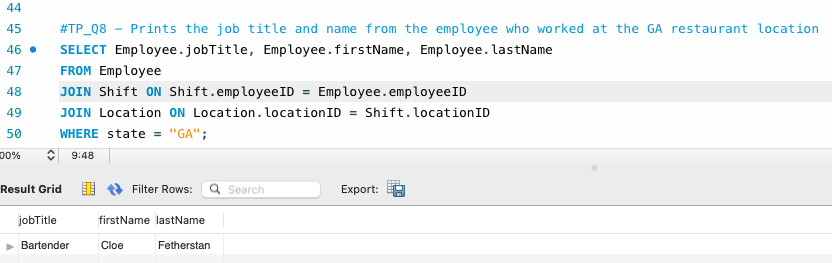 44
45 #TP_Q8 – Prints the job title and name from the employee who worked at the GA restaurant location
46 SELECT Employee.jobTitle, Employee.firstName, Employee.lastName
47 FROM Employee
48 JOIN Shift ON Shift.employeeID = Employee.employeeID
49 JOIN Location ON Location.locationID = Shift.locationID
50 WHERE state = "GA";
00% 9:48
Result Grid Filter Rows: Search Export:
jobTitle firstName lastName
Bartender Cloe Fetherstan